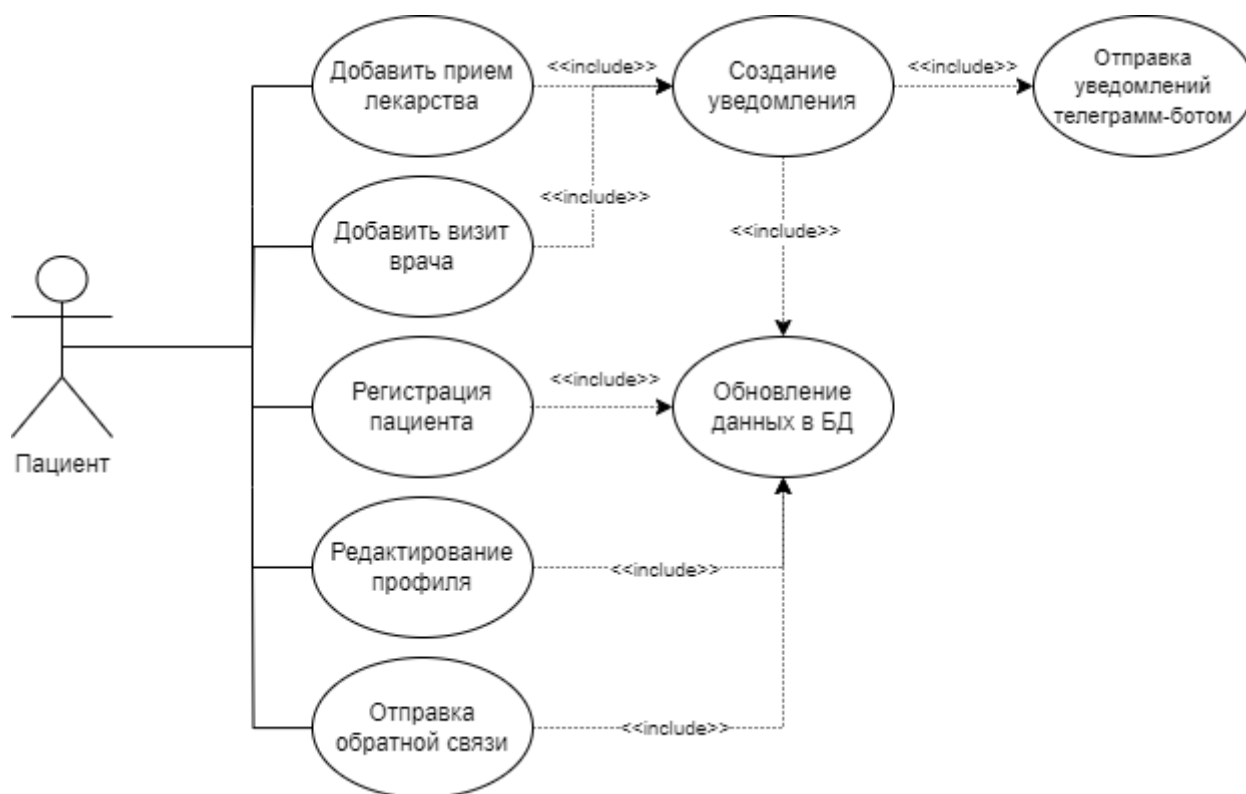 Добавить прием
лекарства
<<include>>
Создание
уведомления
<<include>>
Отправка
уведомлений
телеграмм-ботом
<<include>>
Добавить визит
врача
<<include>>
Регистрация
пациента
<<include>>
Обновление
данных в БД
Пациент
Редактирование
профиля
<<include>>
Отправка
обратной связи
<<include>>